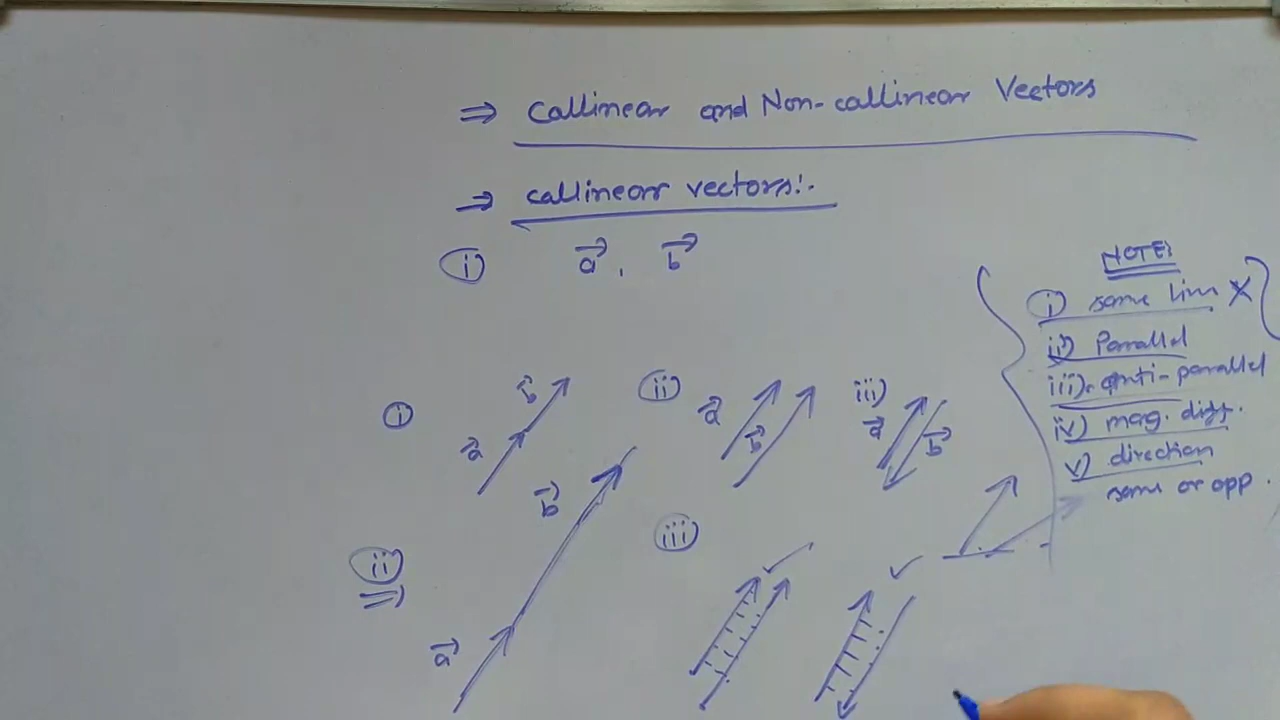 ⇒ Callinear and Non-callinear Vectors
→ callinear vectors:.
i a⃗ , b⃗
NOTE:
i) same line X
ii) Parallel
iii). anti-parallel
iv) mag. diff.
v) direction
same or opp.
i a⃗ b⃗
ii a⃗ b⃗
iii) a⃗ b⃗
ii a⃗ b⃗
iii